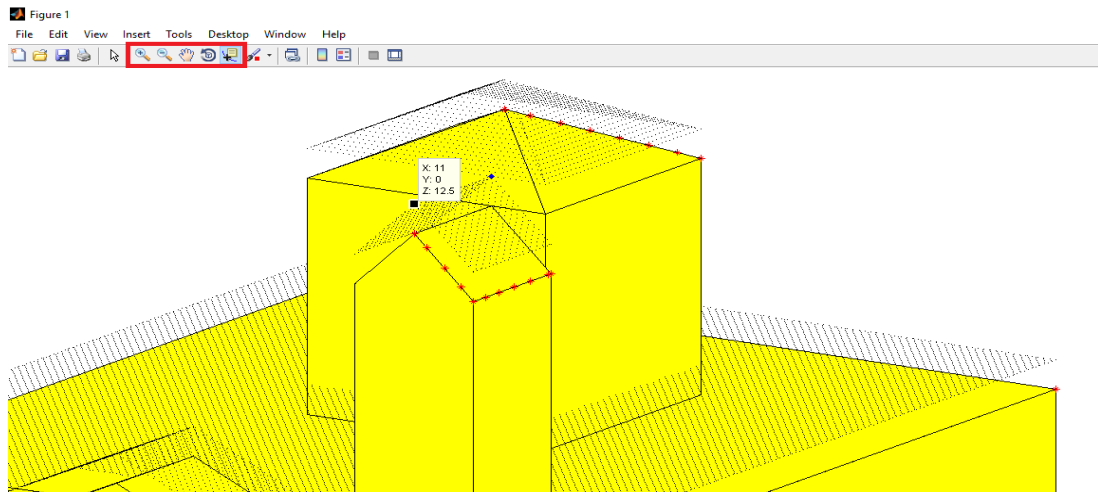 Figure 1
File Edit View Insert Tools Desktop Window Help
X: 11
Y: 0
Z: 12.5